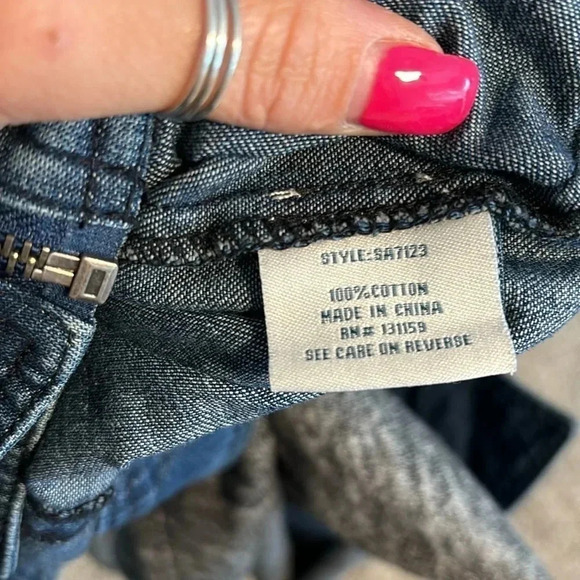 STYLE:SA7123
100%COTTON
MADE IN CHINA
RN# 131159
SEE CARE ON REVERSE